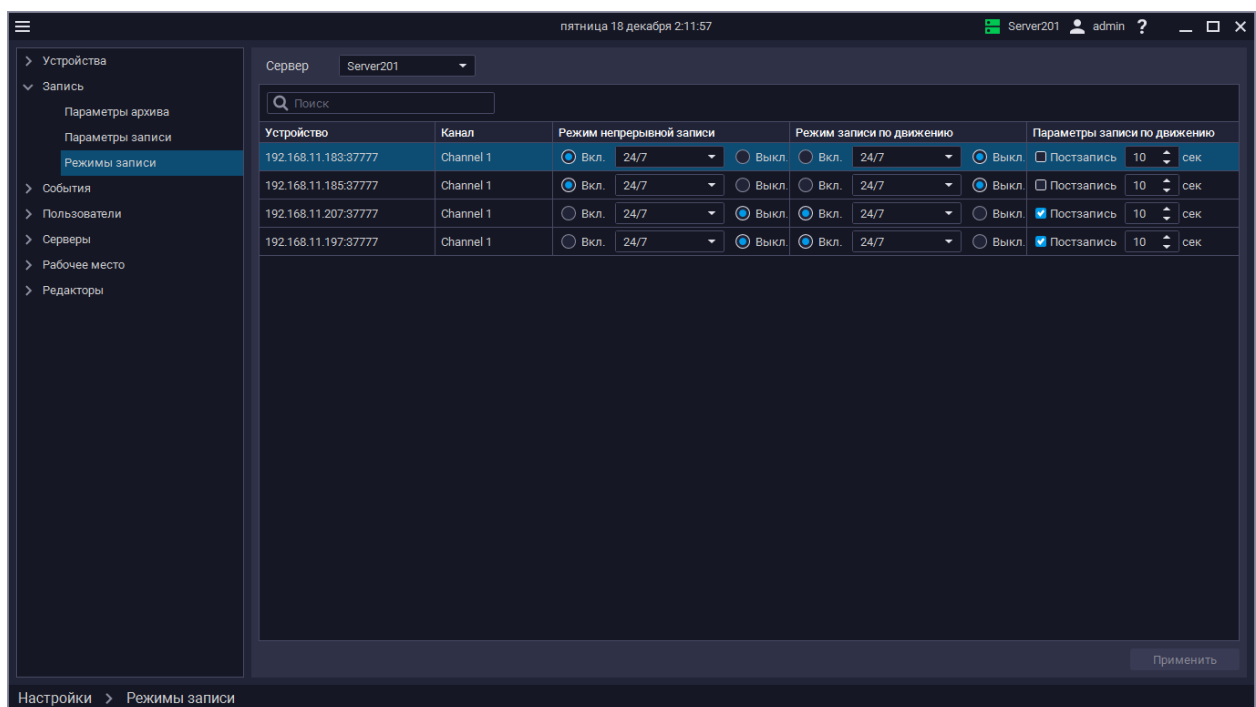 пятница 18 декабря 2:11:57 Server201 admin ?
Устройства
Запись
Параметры архива
Параметры записи
Режимы записи
События
Пользователи
Серверы
Рабочее место
Редакторы
Сервер Server201
Поиск
Устройство Канал Режим непрерывной записи Режим записи по движению Параметры записи по движению
192.168.11.183:37777 Channel 1 Вкл. 24/7 Выкл. Вкл. 24/7 Выкл. Постзапись 10 сек
192.168.11.185:37777 Channel 1 Вкл. 24/7 Выкл. Вкл. 24/7 Выкл. Постзапись 10 сек
192.168.11.207:37777 Channel 1 Вкл. 24/7 Выкл. Вкл. 24/7 Выкл. Постзапись 10 сек
192.168.11.197:37777 Channel 1 Вкл. 24/7 Выкл. Вкл. 24/7 Выкл. Постзапись 10 сек
Применить
Настройки > Режимы записи